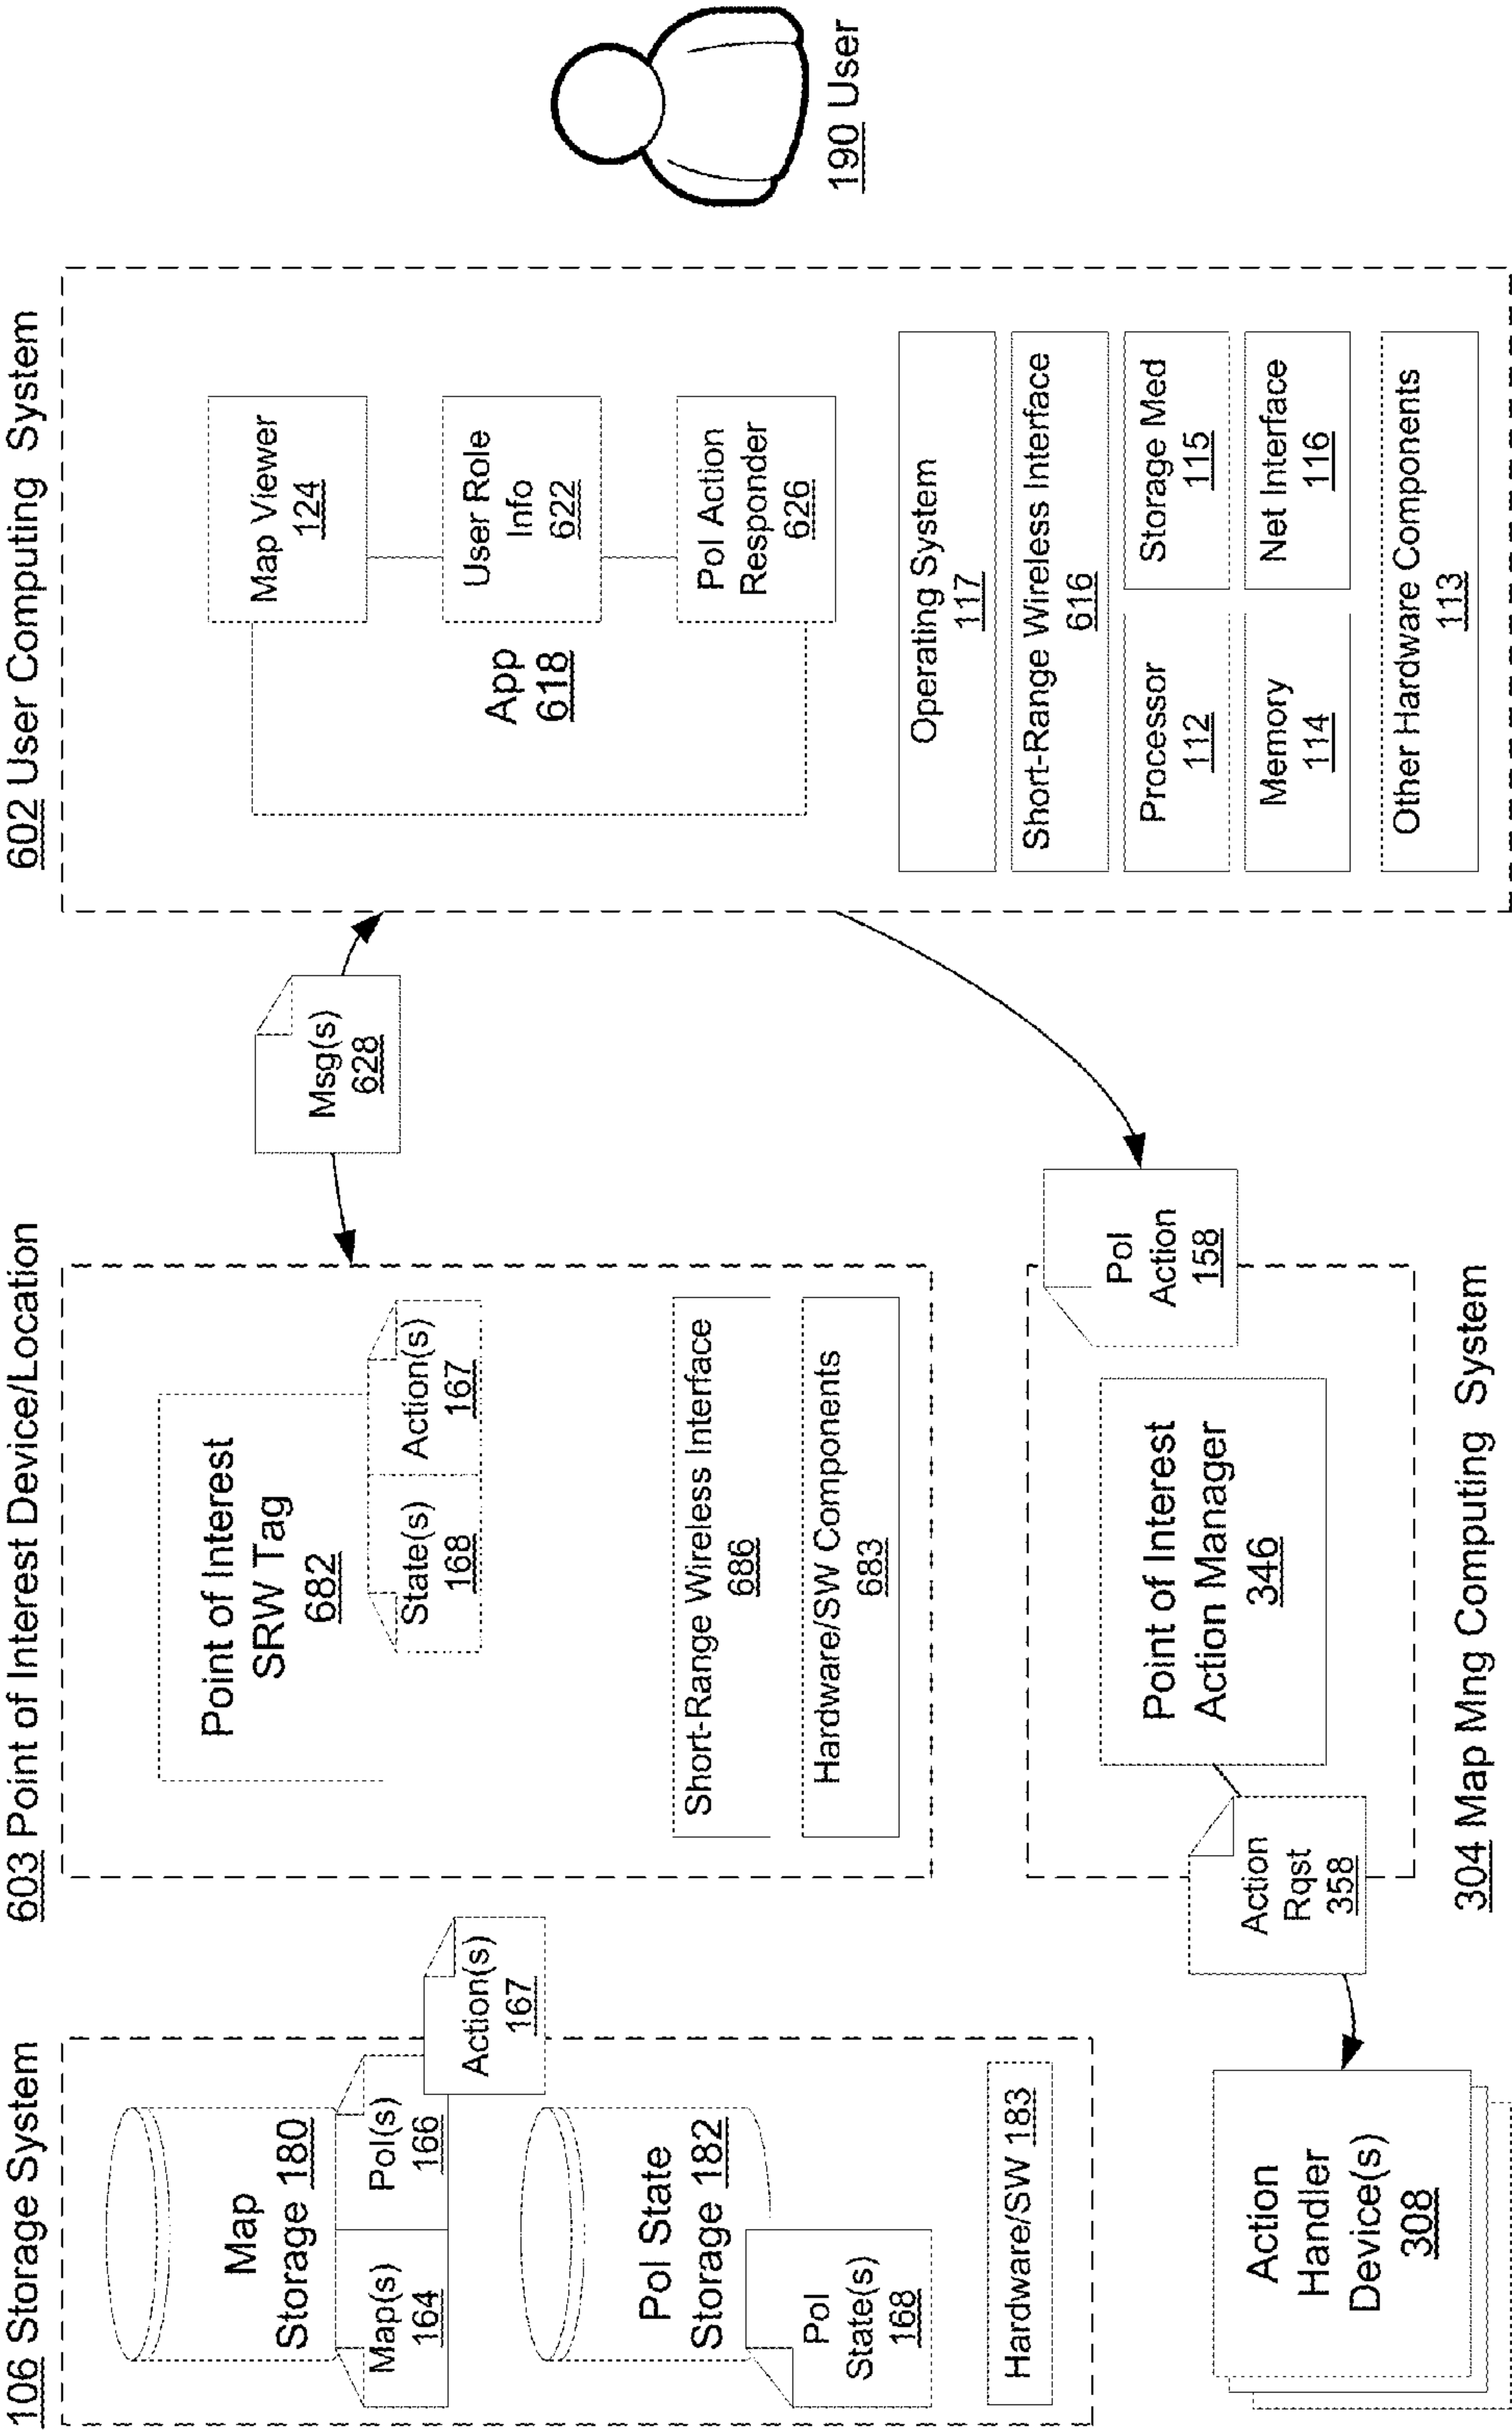 106 Storage System
Map
Storage 180
Map(s)
164
PoI(s)
166
Action(s)
167
PoI State
Storage 182
PoI
State(s)
168
Hardware/SW 183
603 Point of Interest Device/Location
Point of Interest
SRW Tag
682
State(s)
168
Action(s)
167
Short-Range Wireless Interface
686
Hardware/SW Components
683
Msg(s)
628
602 User Computing System
App
618
Map Viewer
124
User Role
Info
622
PoI Action
Responder
626
Operating System
117
Short-Range Wireless Interface
616
Processor
112
Storage Med
115
Memory
114
Net Interface
116
Other Hardware Components
113
190 User
Action
Handler
Device(s)
308
Action
Rqst
358
Point of Interest
Action Manager
346
PoI
Action
158
304 Map Mng Computing System